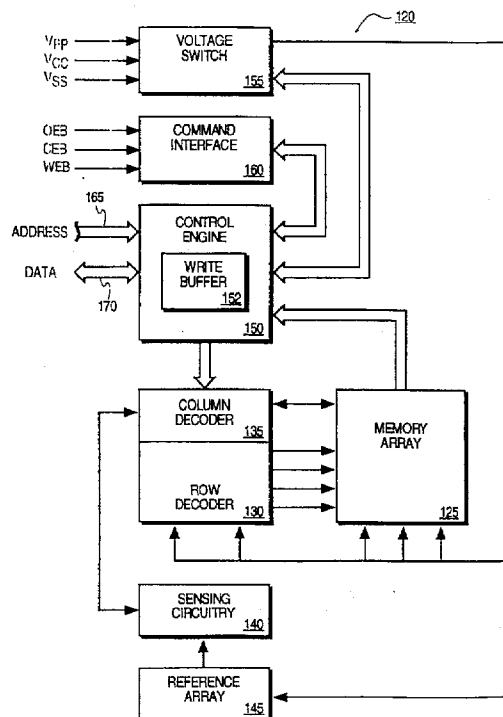 120
VPP
VCC
VSS
VOLTAGE
SWITCH
155
OEB
CEB
WEB
COMMAND
INTERFACE
160
165
ADDRESS
DATA
170
CONTROL
ENGINE
WRITE
BUFFER
152
150
COLUMN
DECODER
135
ROW
DECODER
130
MEMORY
ARRAY
125
SENSING
CIRCUITRY
140
REFERENCE
ARRAY
145